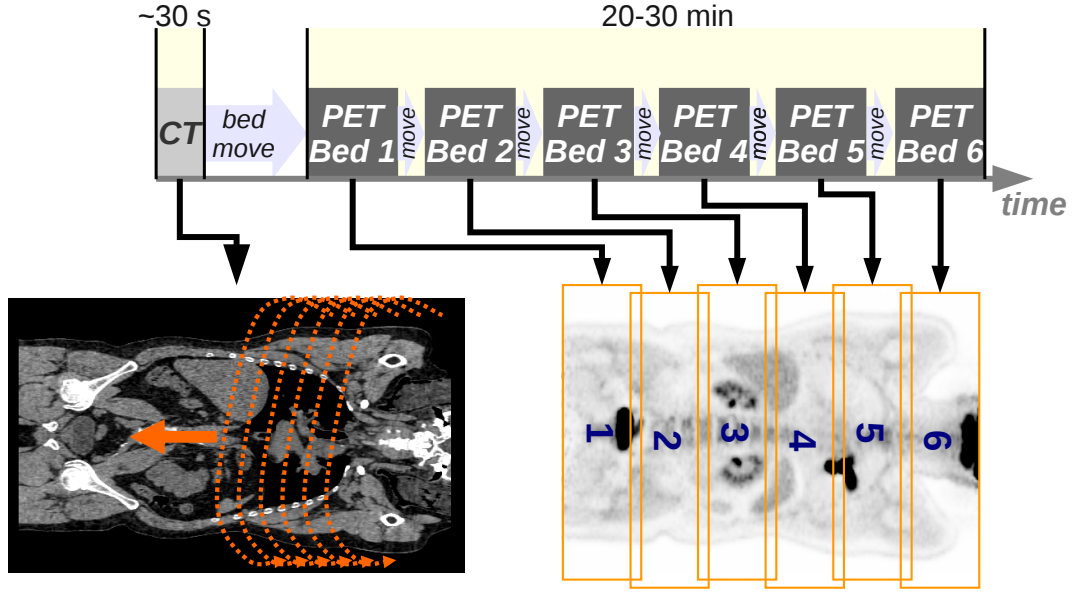 ~30 s
20-30 min
CT
bed
move
PET
Bed 1
move
PET
Bed 2
move
PET
Bed 3
move
PET
Bed 4
move
PET
Bed 5
move
PET
Bed 6
time
1
2
3
4
5
6